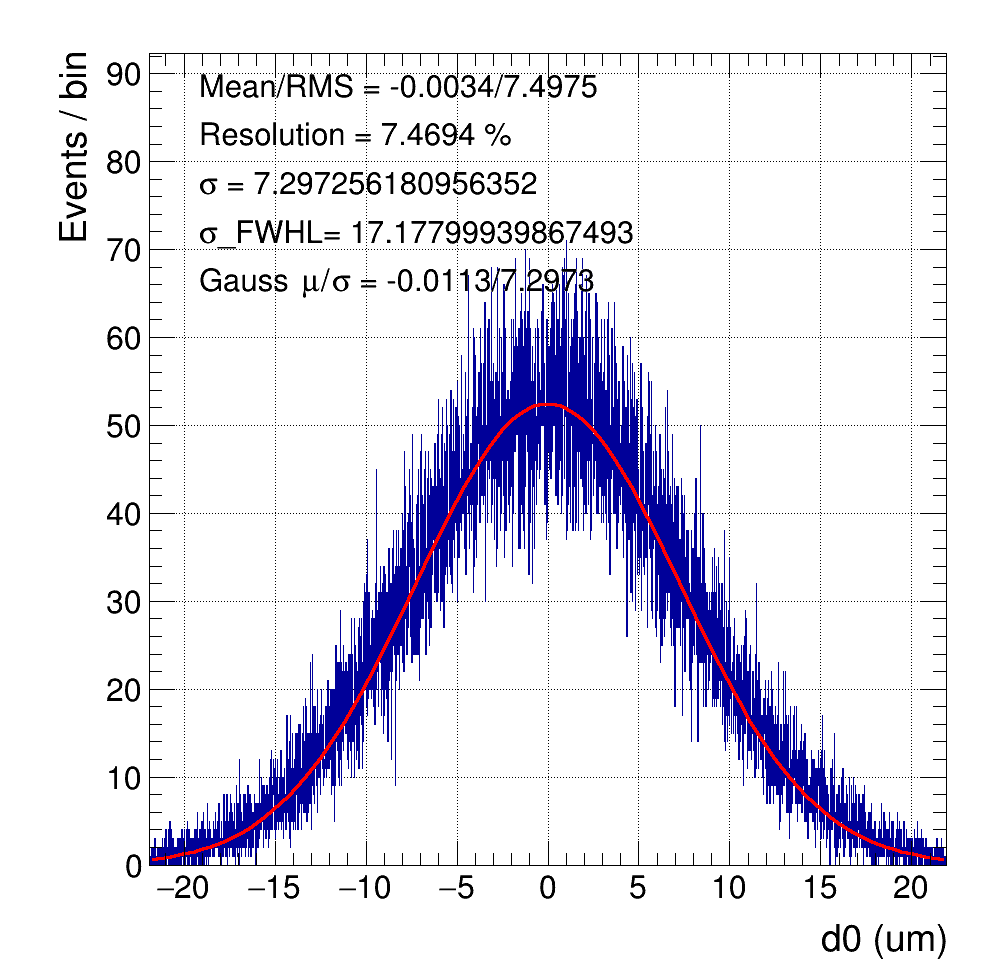 Events / bin
90
80
70
60
50
40
30
20
10
0
Mean/RMS = -0.0034/7.4975
Resolution = 7.4694 %
σ = 7.297256180956352
σ_FWHL= 17.17799939867493
Gauss μ/σ = -0.0113/7.2973
−20 −15 −10 −5 0 5 10 15 20
d0 (um)